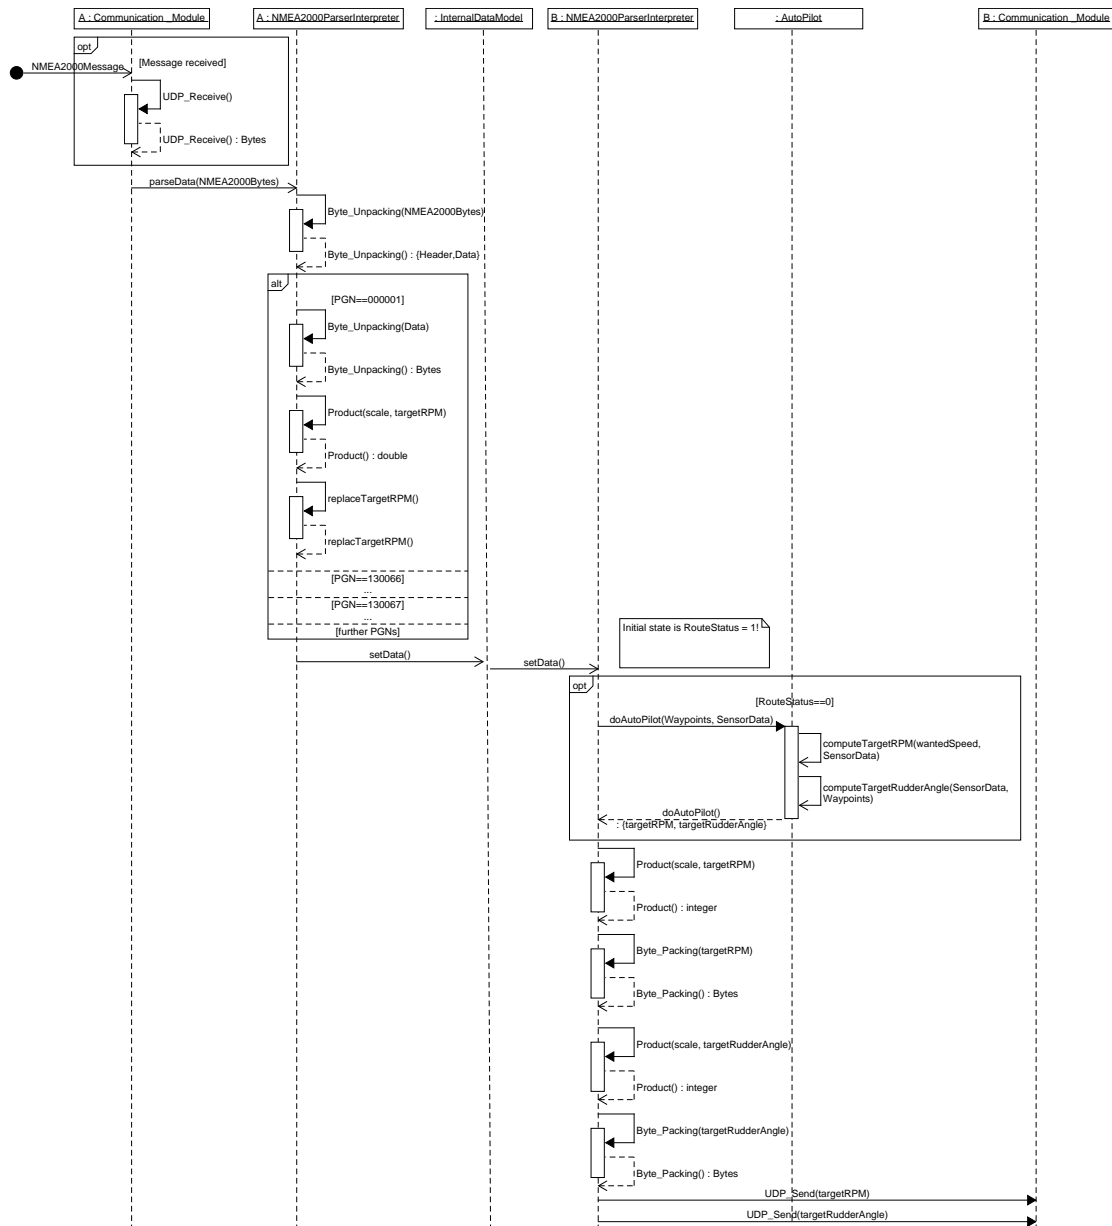 A : Communication _Module
A : NMEA2000ParserInterpreter
: InternalDataModel
B : NMEA2000ParserInterpreter
: AutoPilot
B : Communication _Module
opt
NMEA2000Message
[Message received]
UDP_Receive()
UDP_Receive() : Bytes
parseData(NMEA2000Bytes)
Byte_Unpacking(NMEA2000Bytes)
Byte_Unpacking() : {Header,Data}
alt
[PGN==000001]
Byte_Unpacking(Data)
Byte_Unpacking() : Bytes
Product(scale, targetRPM)
Product() : double
replaceTargetRPM()
replacTargetRPM()
[PGN==130066]
...
[PGN==130067]
...
[further PGNs]
Initial state is RouteStatus = 1!
setData()
setData()
opt
[RouteStatus==0]
doAutoPilot(Waypoints, SensorData)
computeTargetRPM(wantedSpeed,
SensorData)
computeTargetRudderAngle(SensorData,
Waypoints)
doAutoPilot()
: {targetRPM, targetRudderAngle}
Product(scale, targetRPM)
Product() : integer
Byte_Packing(targetRPM)
Byte_Packing() : Bytes
Product(scale, targetRudderAngle)
Product() : integer
Byte_Packing(targetRudderAngle)
Byte_Packing() : Bytes
UDP_Send(targetRPM)
UDP_Send(targetRudderAngle)